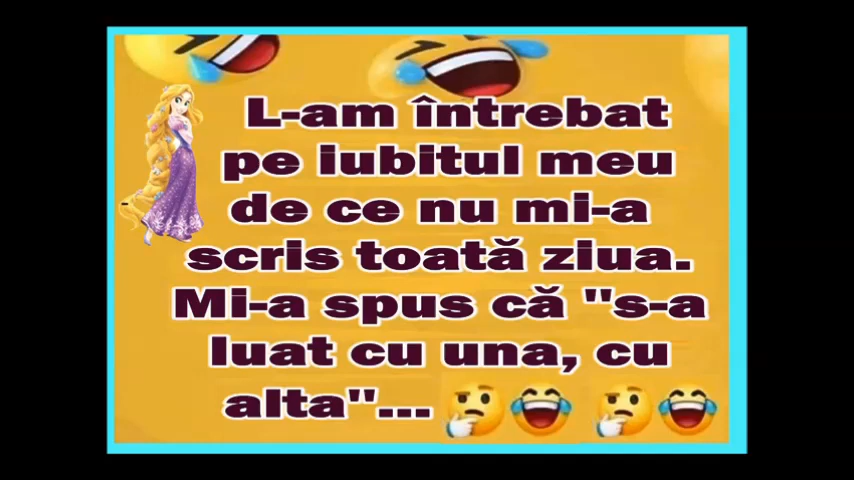 L-am întrebat
pe iubitul meu
de ce nu mi-a
scris toată ziua.
Mi-a spus că "s-a
luat cu una, cu
alta"...